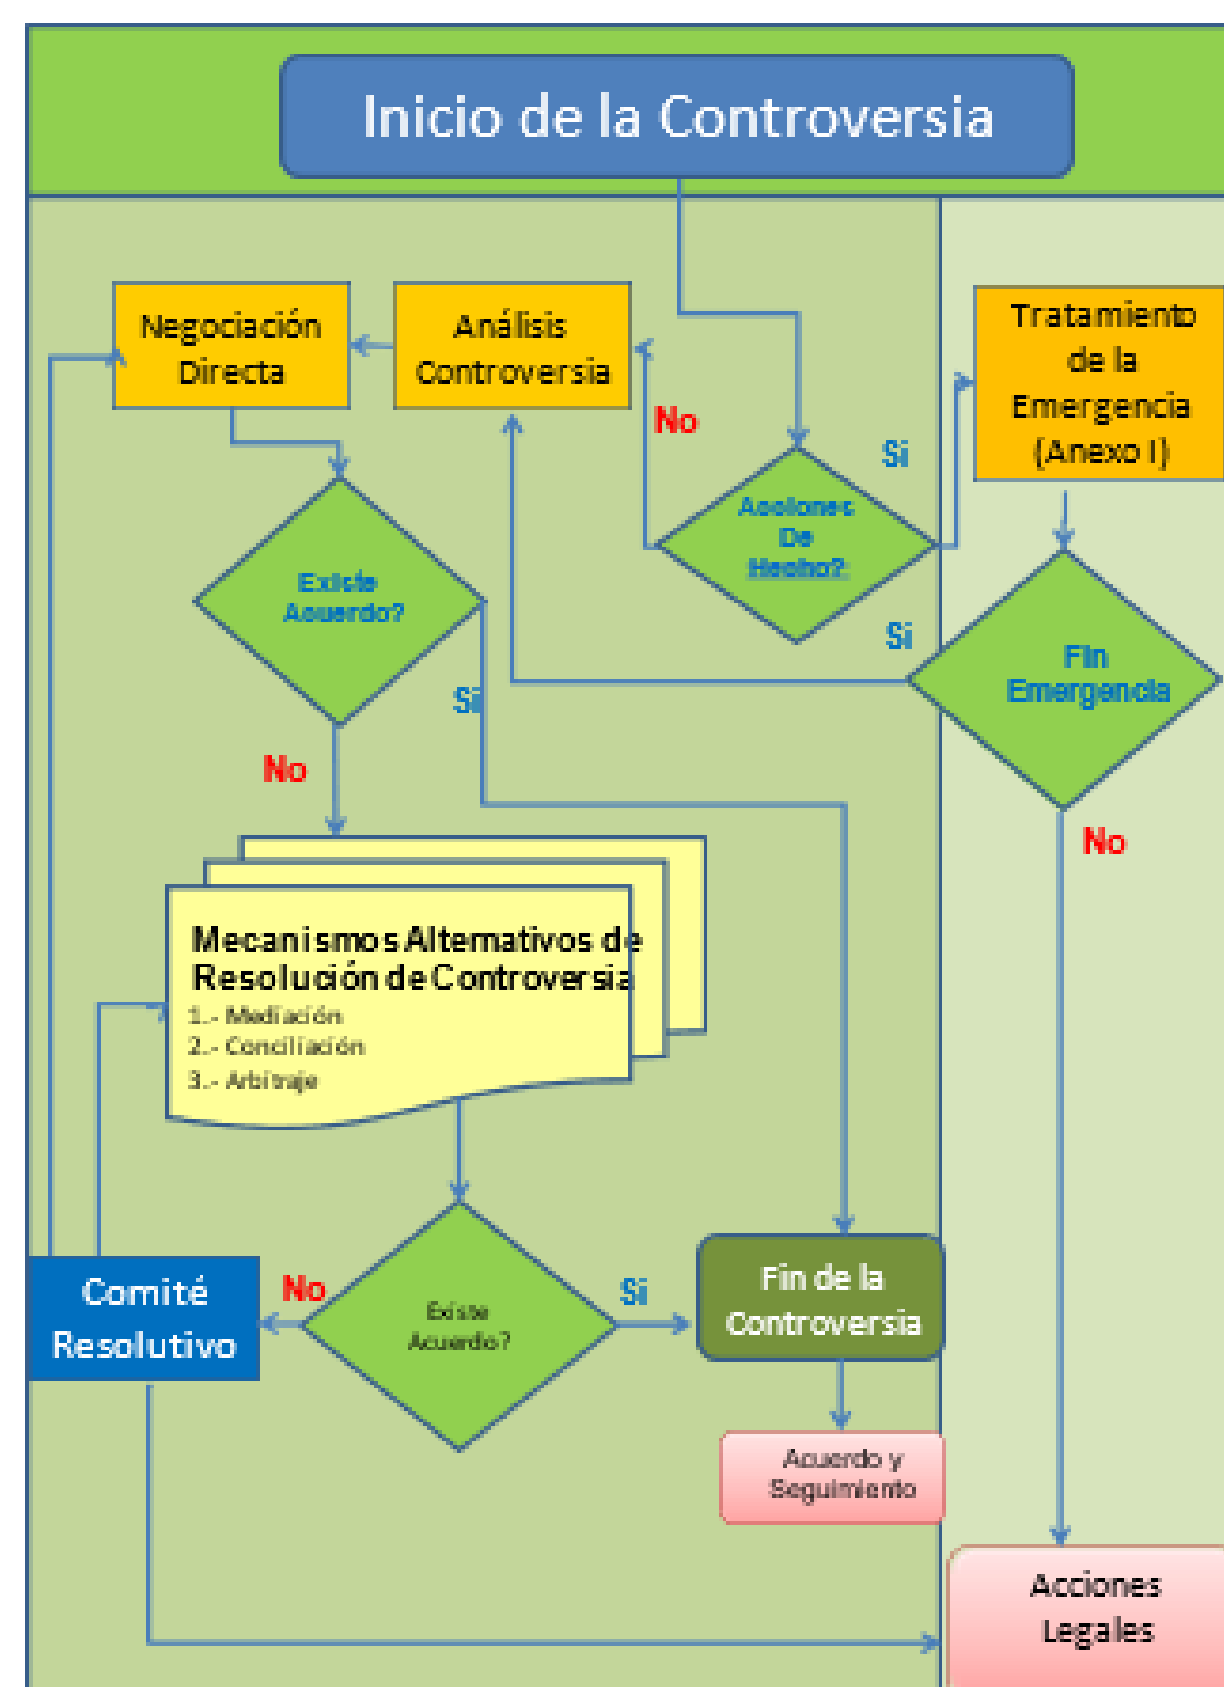 Inicio de la Controversia
Negociación
Directa
Análisis
Controversia
Tratamiento
de la
Emergencia
(Anexo I)
No
Si
Acciones
De
Hecho?
Existe
Acuerdo?
Si
Fin
Emergencia
Si
No
No
Mecanismos Alternativos de
Resolución de Controversia
1.- Mediación
2.- Conciliación
3.- Arbitraje
Comité
Resolutivo
No
Existe
Acuerdo?
Si
Fin de la
Controversia
Acuerdo y
Seguimiento
Acciones
Legales